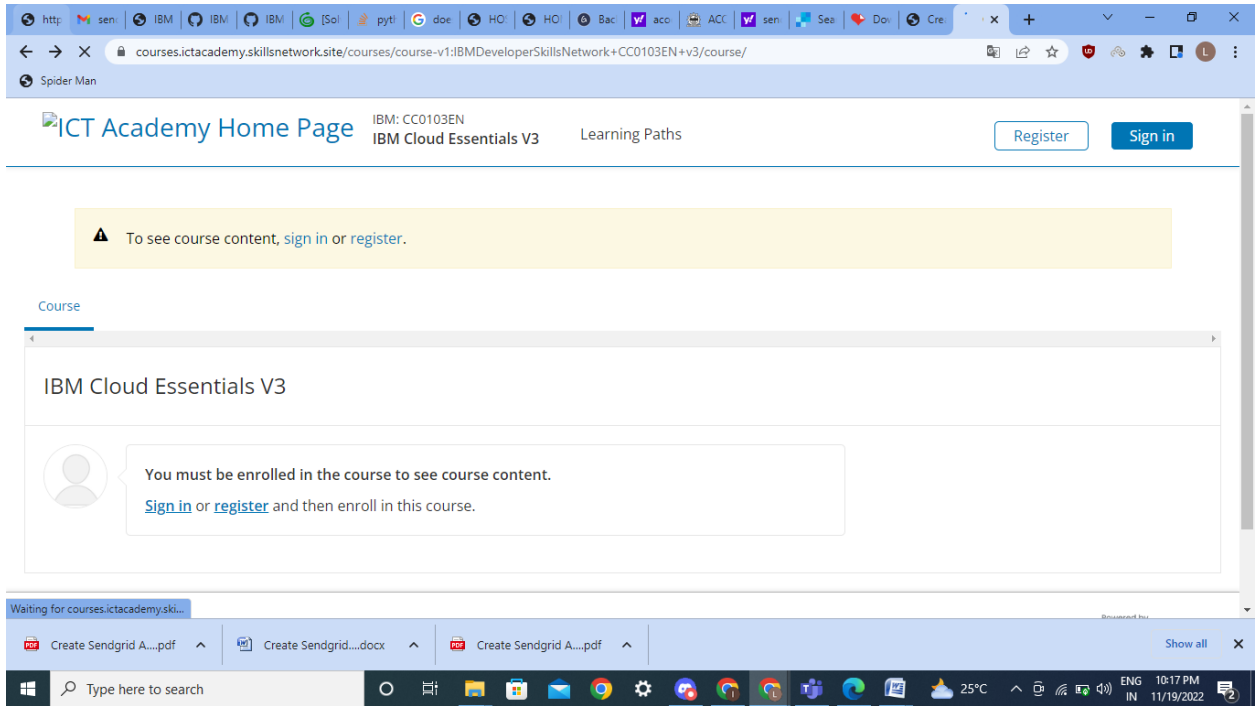 http
sen
IBM
IBM
IBM
[Sol
pyth
doe
HO
HO
Bac
aco
ACC
sen
Sea
Dov
Cre
courses.ictacademy.skillsnetwork.site/courses/course-v1:IBMDeveloperSkillsNetwork+CC0103EN+v3/course/
L
Spider Man
ICT Academy Home Page
IBM: CC0103EN
IBM Cloud Essentials V3
Learning Paths
Register
Sign in
To see course content, sign in or register.
Course
IBM Cloud Essentials V3
You must be enrolled in the course to see course content.
Sign in or register and then enroll in this course.
Waiting for courses.ictacademy.ski...
Powered by
Create Sendgrid A....pdf
Create Sendgrid....docx
Create Sendgrid A....pdf
Show all
Type here to search
25°C
ENG
IN
10:17 PM
11/19/2022
2